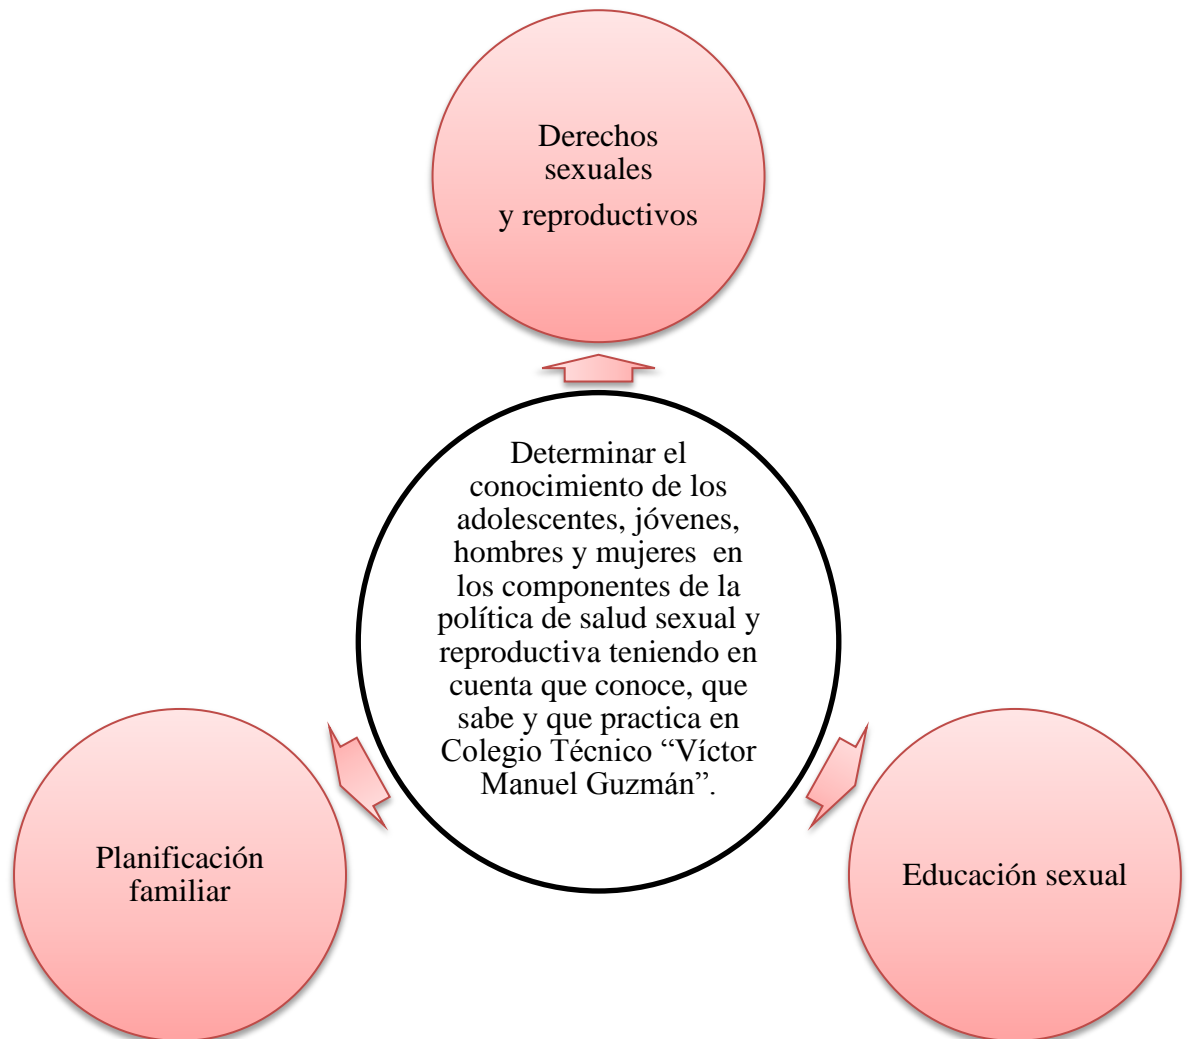 Derechos
sexuales
y reproductivos
Determinar el
conocimiento de los
adolescentes, jóvenes,
hombres y mujeres  en
los componentes de la
política de salud sexual y
reproductiva teniendo en
cuenta que conoce, que
sabe y que practica en
Colegio Técnico “Víctor
Manuel Guzmán”.
Planificación
familiar
Educación sexual